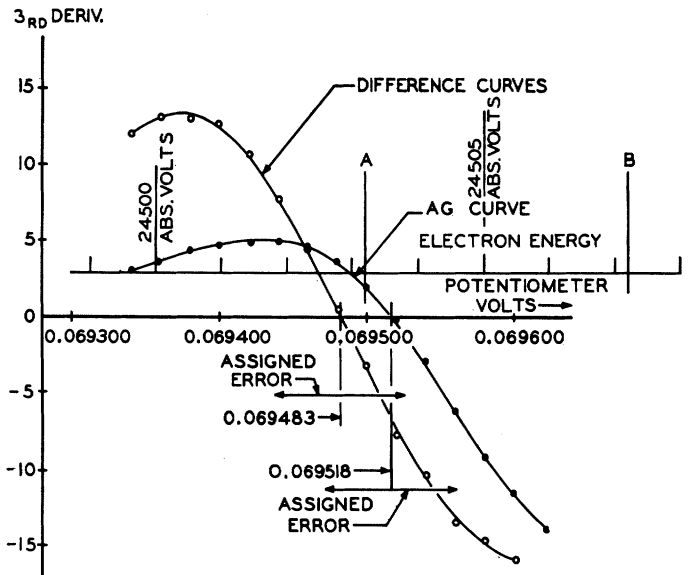 3RD DERIV.
15
10
5
0
-5
-10
-15
DIFFERENCE CURVES
24500
ABS. VOLTS
A
24505
ABS. VOLTS
B
AG CURVE
ELECTRON ENERGY
POTENTIOMETER
VOLTS
0.069300
0.069400
0.069500
0.069600
ASSIGNED
ERROR
0.069483
0.069518
ASSIGNED
ERROR